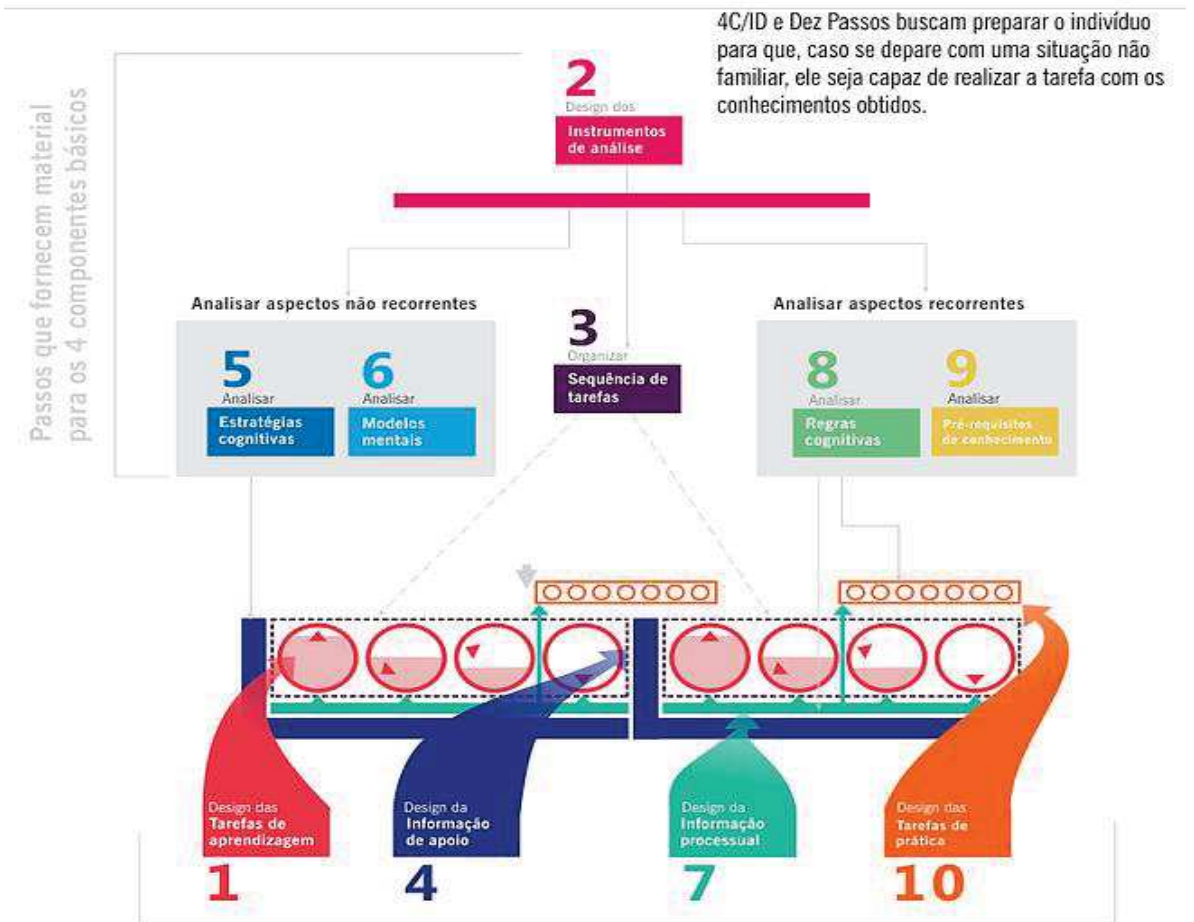 4C/ID e Dez Passos buscam preparar o indivíduo
para que, caso se depare com uma situação não
familiar, ele seja capaz de realizar a tarefa com os
conhecimentos obtidos.
Passos que fornecem material
para os 4 componentes básicos
2
Design dos
Instrumentos
de análise
Analisar aspectos não recorrentes
5
Analisar
Estratégias
cognitivas
6
Analisar
Modelos
mentais
3
Organizar
Sequência de
tarefas
Analisar aspectos recorrentes
8
Analisar
Regras
cognitivas
9
Analisar
Pré-requisitos
de conhecimento
Design das
Tarefas de
aprendizagem
1
Design da
Informação
de apoio
4
Design da
Informação
processual
7
Design das
Tarefas de
prática
10